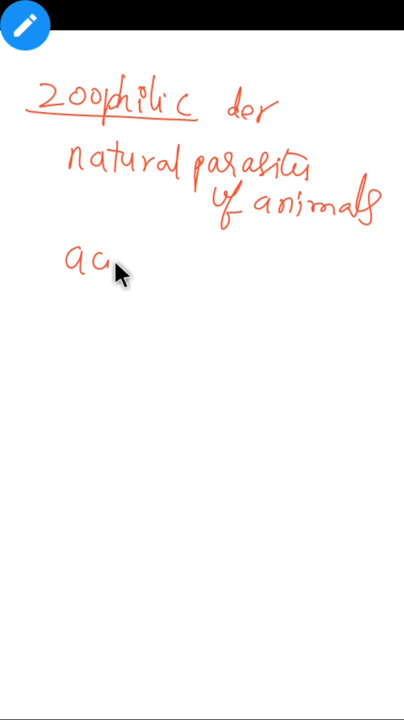 zoophilic der
natural parasites
of animals
ac